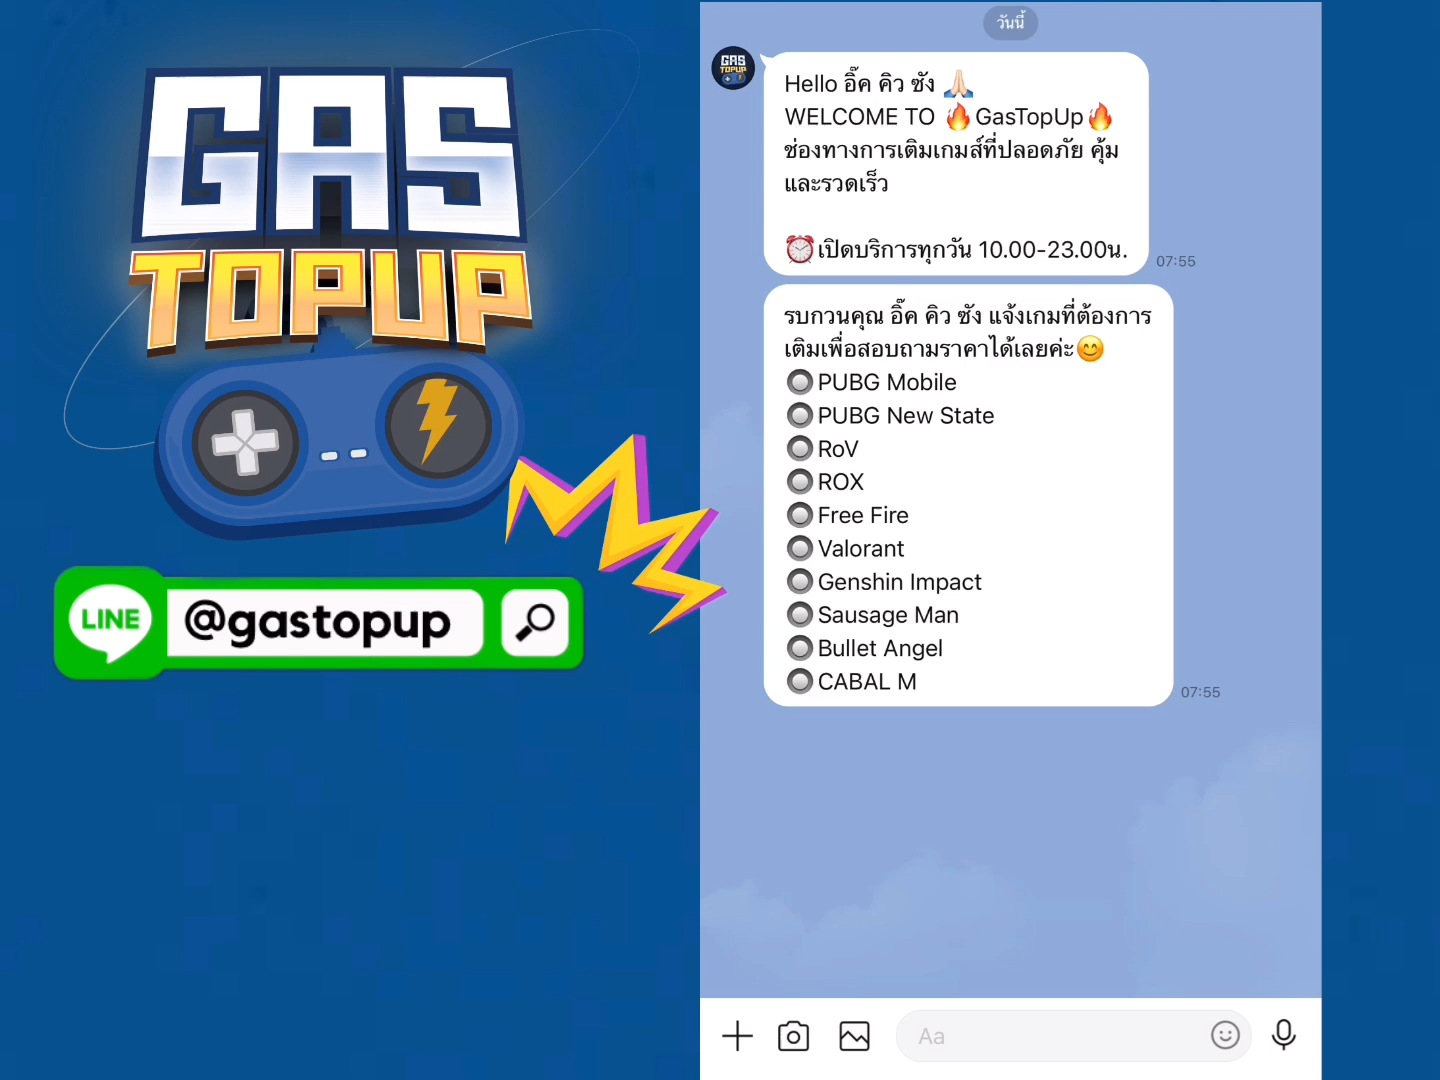 GAS
TOPUP
LINE
@gastopup
วันนี้
GAS
TOPUP
Hello อิ๊ค คิว ซัง 🙏🏻
WELCOME TO 🔥GasTopUp🔥
ช่องทางการเติมเกมส์ที่ปลอดภัย คุ้ม
และรวดเร็ว
⏰เปิดบริการทุกวัน 10.00-23.00น.
07:55
รบกวนคุณ อิ๊ค คิว ซัง แจ้งเกมที่ต้องการ
เติมเพื่อสอบถามราคาได้เลยค่ะ😊
🔘PUBG Mobile
🔘PUBG New State
🔘RoV
🔘ROX
🔘Free Fire
🔘Valorant
🔘Genshin Impact
🔘Sausage Man
🔘Bullet Angel
🔘CABAL M
07:55
Aa